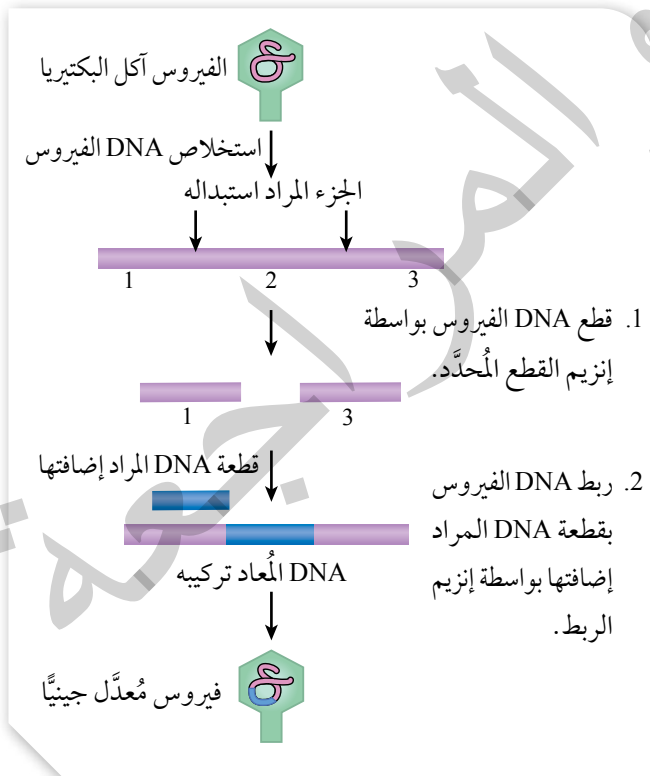 الفيروس آكل البكتيريا
استخلاص DNA الفيروس
الجزء المراد استبداله
1 2 3
1. قطع DNA الفيروس بواسطة
إنزيم القطع المُحدَّد.
1 3
قطعة DNA المراد إضافتها
2. ربط DNA الفيروس
بقطعة DNA المراد
إضافتها بواسطة إنزيم
الربط.
DNA المُعاد تركيبه
فيروس مُعدَّل جينيًّا
المراجعة